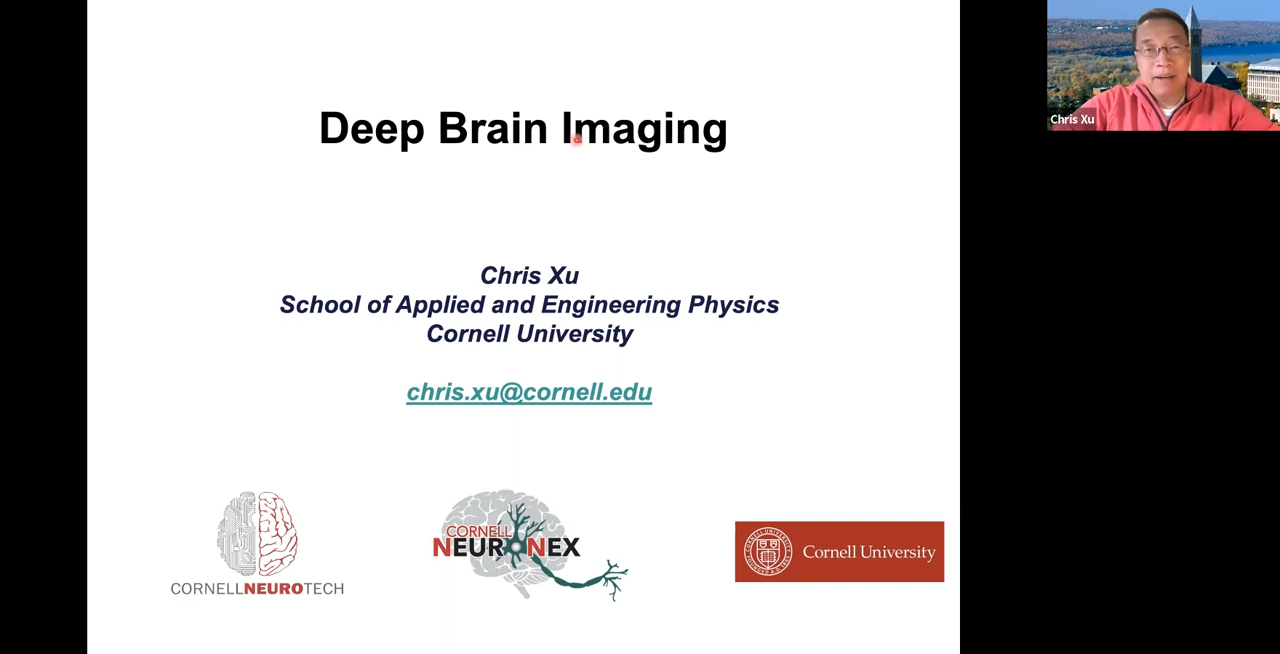 Deep Brain Imaging
Chris Xu
Chris Xu
School of Applied and Engineering Physics
Cornell University
chris.xu@cornell.edu
CORNELLNEUROTECH
CORNELL
NEURONEX
Cornell University